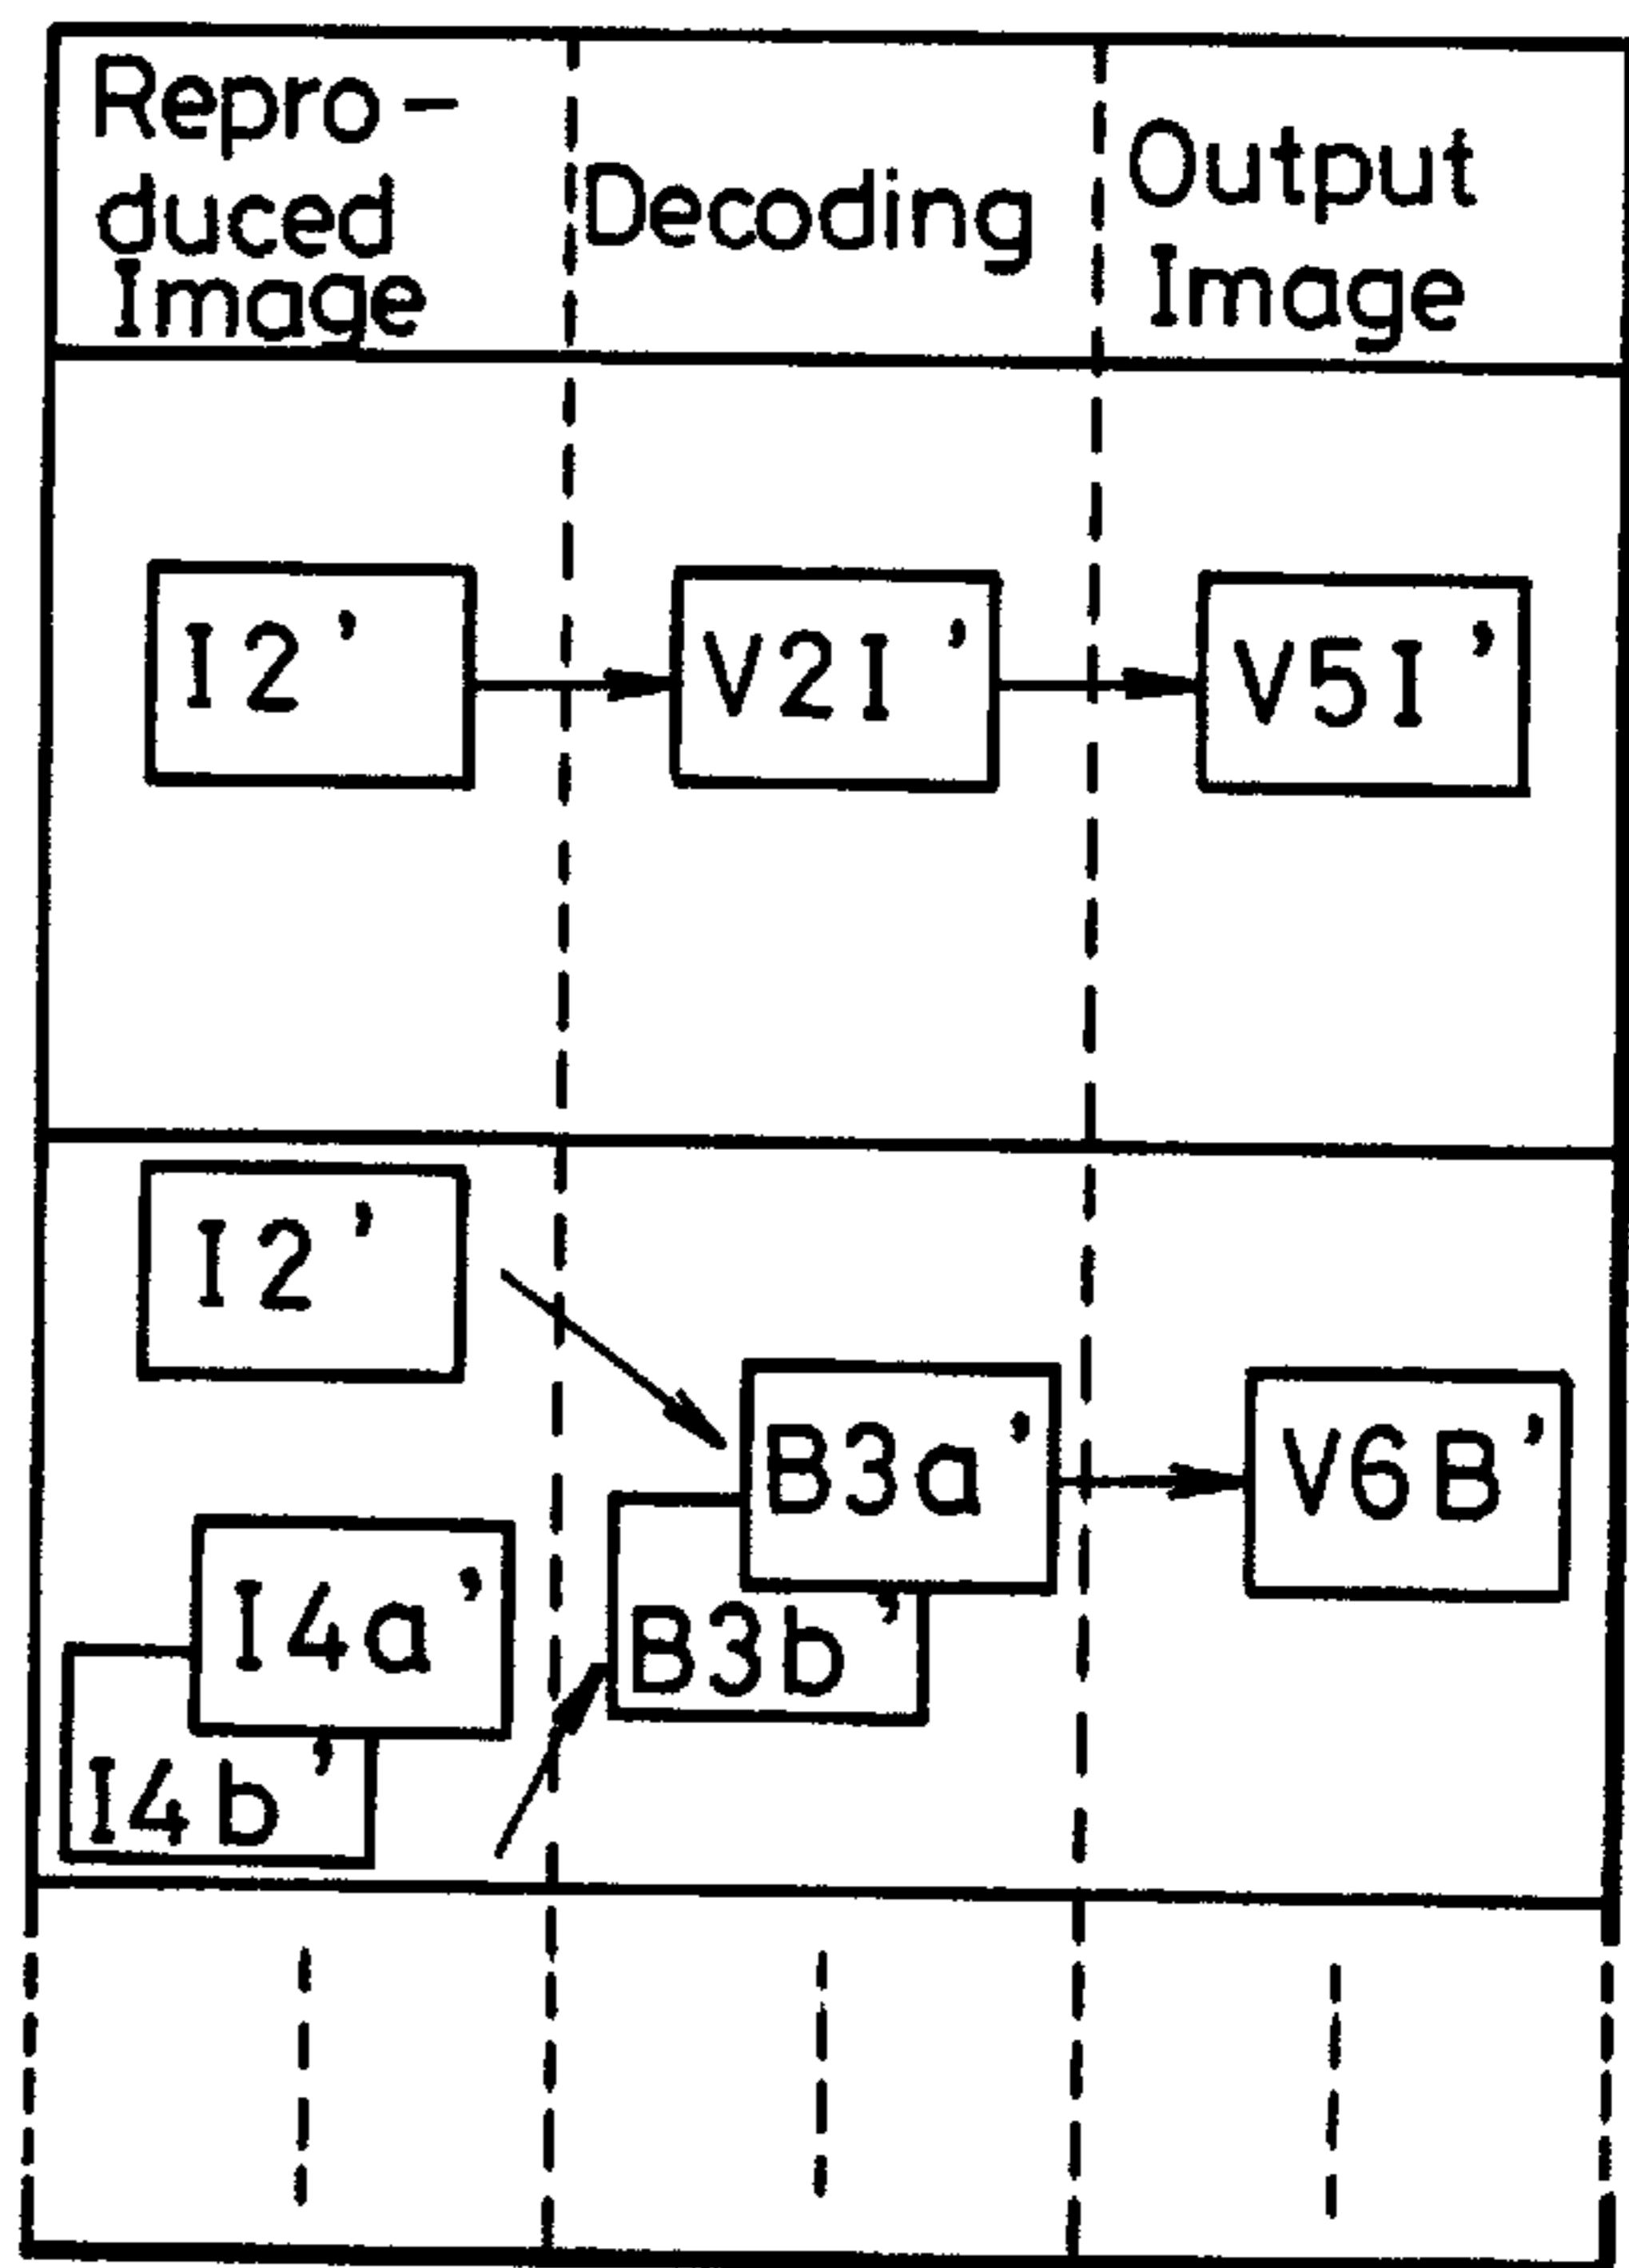 Repro-
duced
Image
Decoding
Output
Image
I2'
V2I'
V5I'
I2'
B3a'
V6B'
I4a'
B3b'
I4b'